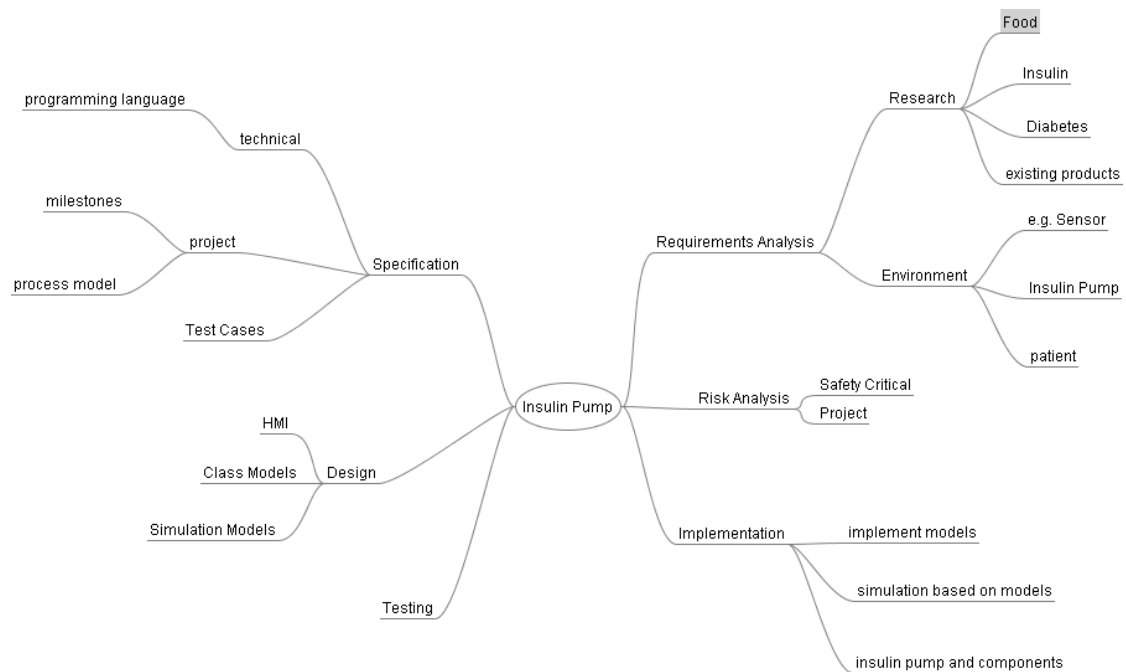 Food
Insulin
Research
programming language
Diabetes
technical
existing products
milestones
e.g. Sensor
project
Requirements Analysis
Specification
Environment
process model
Insulin Pump
Test Cases
patient
Safety Critical
Risk Analysis
Insulin Pump
Project
HMI
Class Models
Design
Simulation Models
Implementation
implement models
simulation based on models
Testing
insulin pump and components